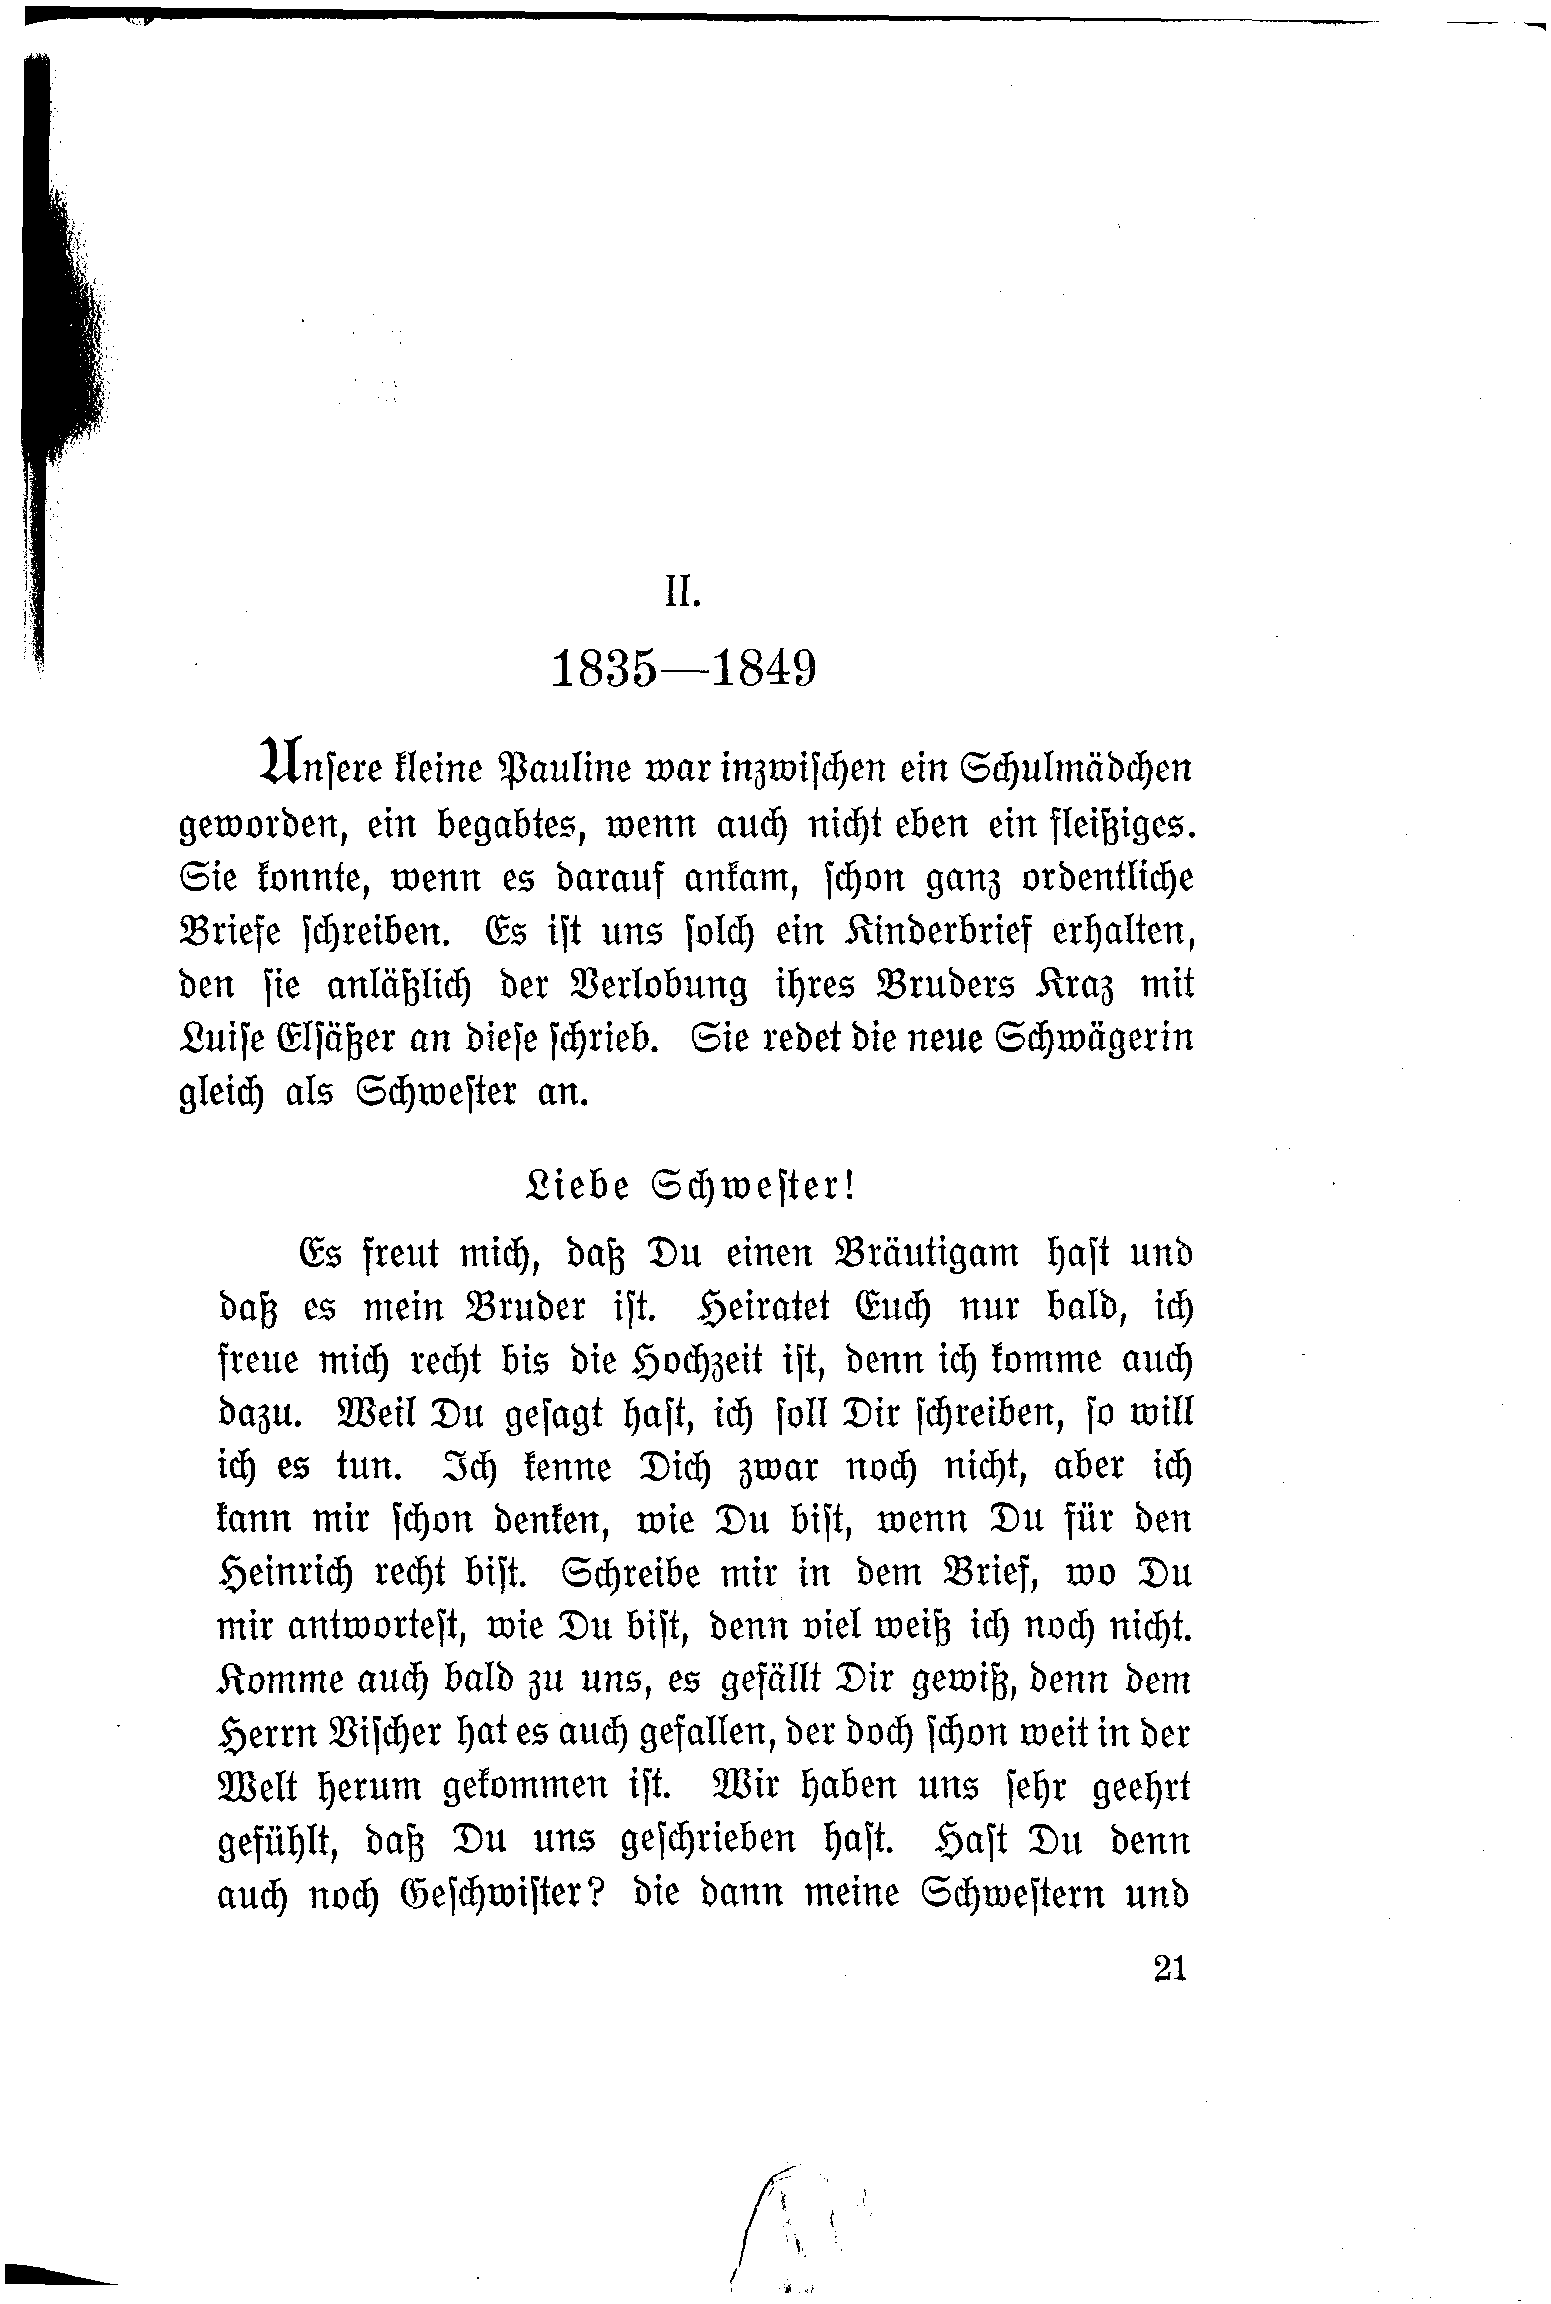 II.
1835—1849
Unsere kleine Pauline war inzwischen ein Schulmädchen
geworden, ein begabtes, wenn auch nicht eben ein fleißiges.
Sie konnte, wenn es darauf ankam, schon ganz ordentliche
Briefe schreiben. Es ist uns solch ein Kinderbrief erhalten,
den sie anläßlich der Verlobung ihres Bruders Kraz mit
Luise Elsäßer an diese schrieb. Sie redet die neue Schwägerin
gleich als Schwester an.
Liebe Schwester!
Es freut mich, daß Du einen Bräutigam hast und
daß es mein Bruder ist. Heiratet Euch nur bald, ich
freue mich recht bis die Hochzeit ist, denn ich komme auch
dazu. Weil Du gesagt hast, ich soll Dir schreiben, so will
ich es tun. Ich kenne Dich zwar noch nicht, aber ich
kann mir schon denken, wie Du bist, wenn Du für den
Heinrich recht bist. Schreibe mir in dem Brief, wo Du
mir antwortest, wie Du bist, denn viel weiß ich noch nicht.
Komme auch bald zu uns, es gefällt Dir gewiß, denn dem
Herrn Vischer hat es auch gefallen, der doch schon weit in der
Welt herum gekommen ist. Wir haben uns sehr geehrt
gefühlt, daß Du uns geschrieben hast. Hast Du denn
auch noch Geschwister? die dann meine Schwestern und
21